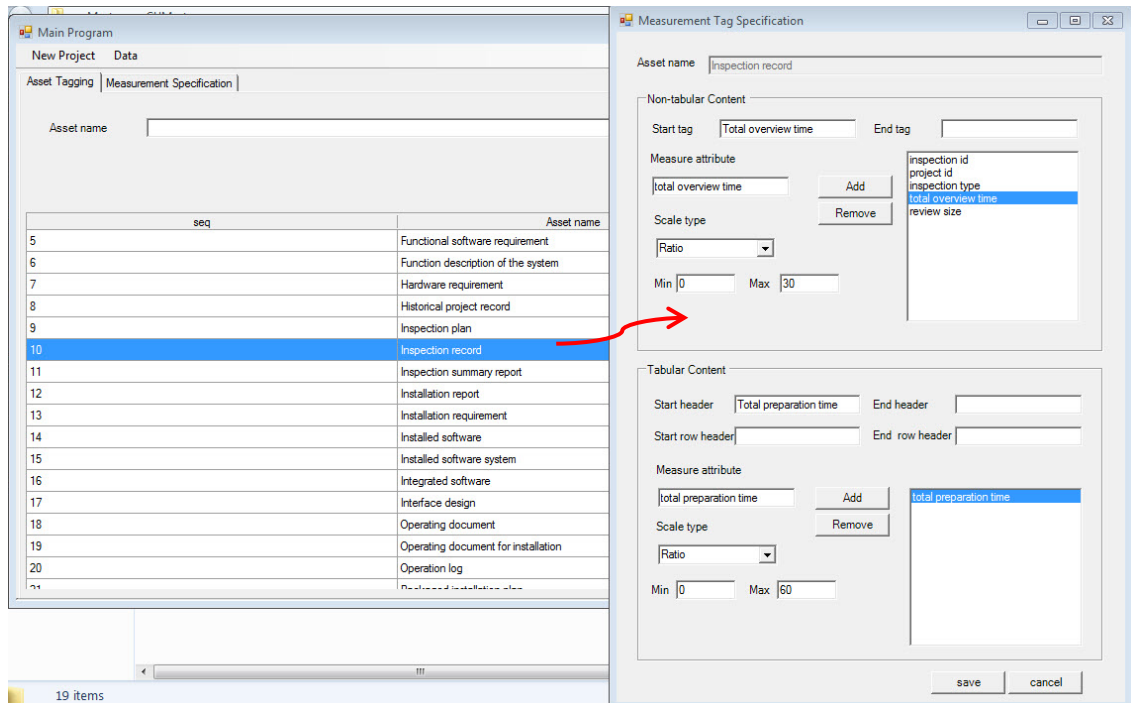 Main Program
New Project Data
Asset Tagging Measurement Specification
Asset name
seq Asset name
5 Functional software requirement
6 Function description of the system
7 Hardware requirement
8 Historical project record
9 Inspection plan
10 Inspection record
11 Inspection summary report
12 Installation report
13 Installation requirement
14 Installed software
15 Installed software system
16 Integrated software
17 Interface design
18 Operating document
19 Operating document for installation
20 Operation log
19 items
Measurement Tag Specification
Asset name Inspection record
Non-tabular Content
Start tag Total overview time End tag
Measure attribute
total overview time Add
Scale type Remove
Ratio
Min 0 Max 30
inspection id
project id
inspection type
total overview time
review size
Tabular Content
Start header Total preparation time End header
Start row header End row header
Measure attribute
total preparation time Add total preparation time
Scale type Remove
Ratio
Min 0 Max 60
save cancel